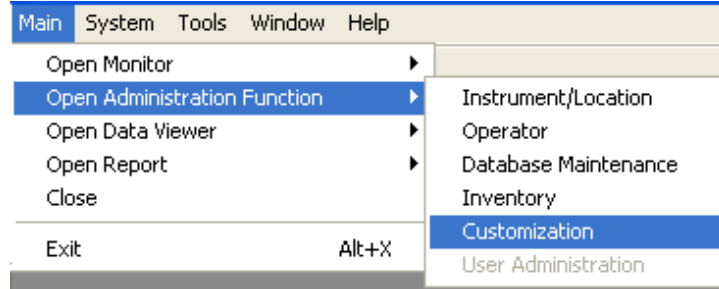 Main System Tools Window Help
Open Monitor
Open Administration Function
Open Data Viewer
Open Report
Close
Exit Alt+X
Instrument/Location
Operator
Database Maintenance
Inventory
Customization
User Administration